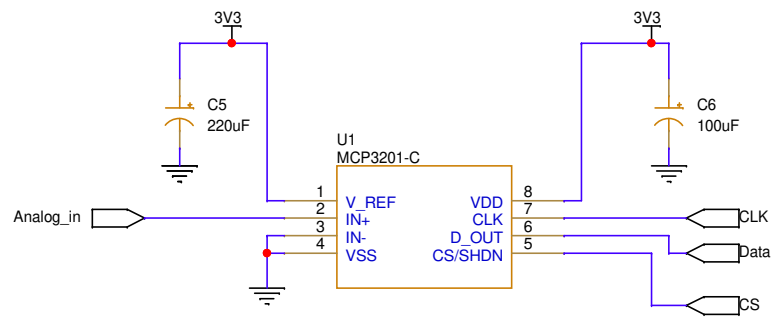 3V3
3V3
C5
220uF
C6
100uF
U1
MCP3201-C
1 V_REF VDD 8
Analog_in 2 IN+ CLK 7 CLK
3 IN- D_OUT 6
4 VSS CS/SHDN 5 Data
CS